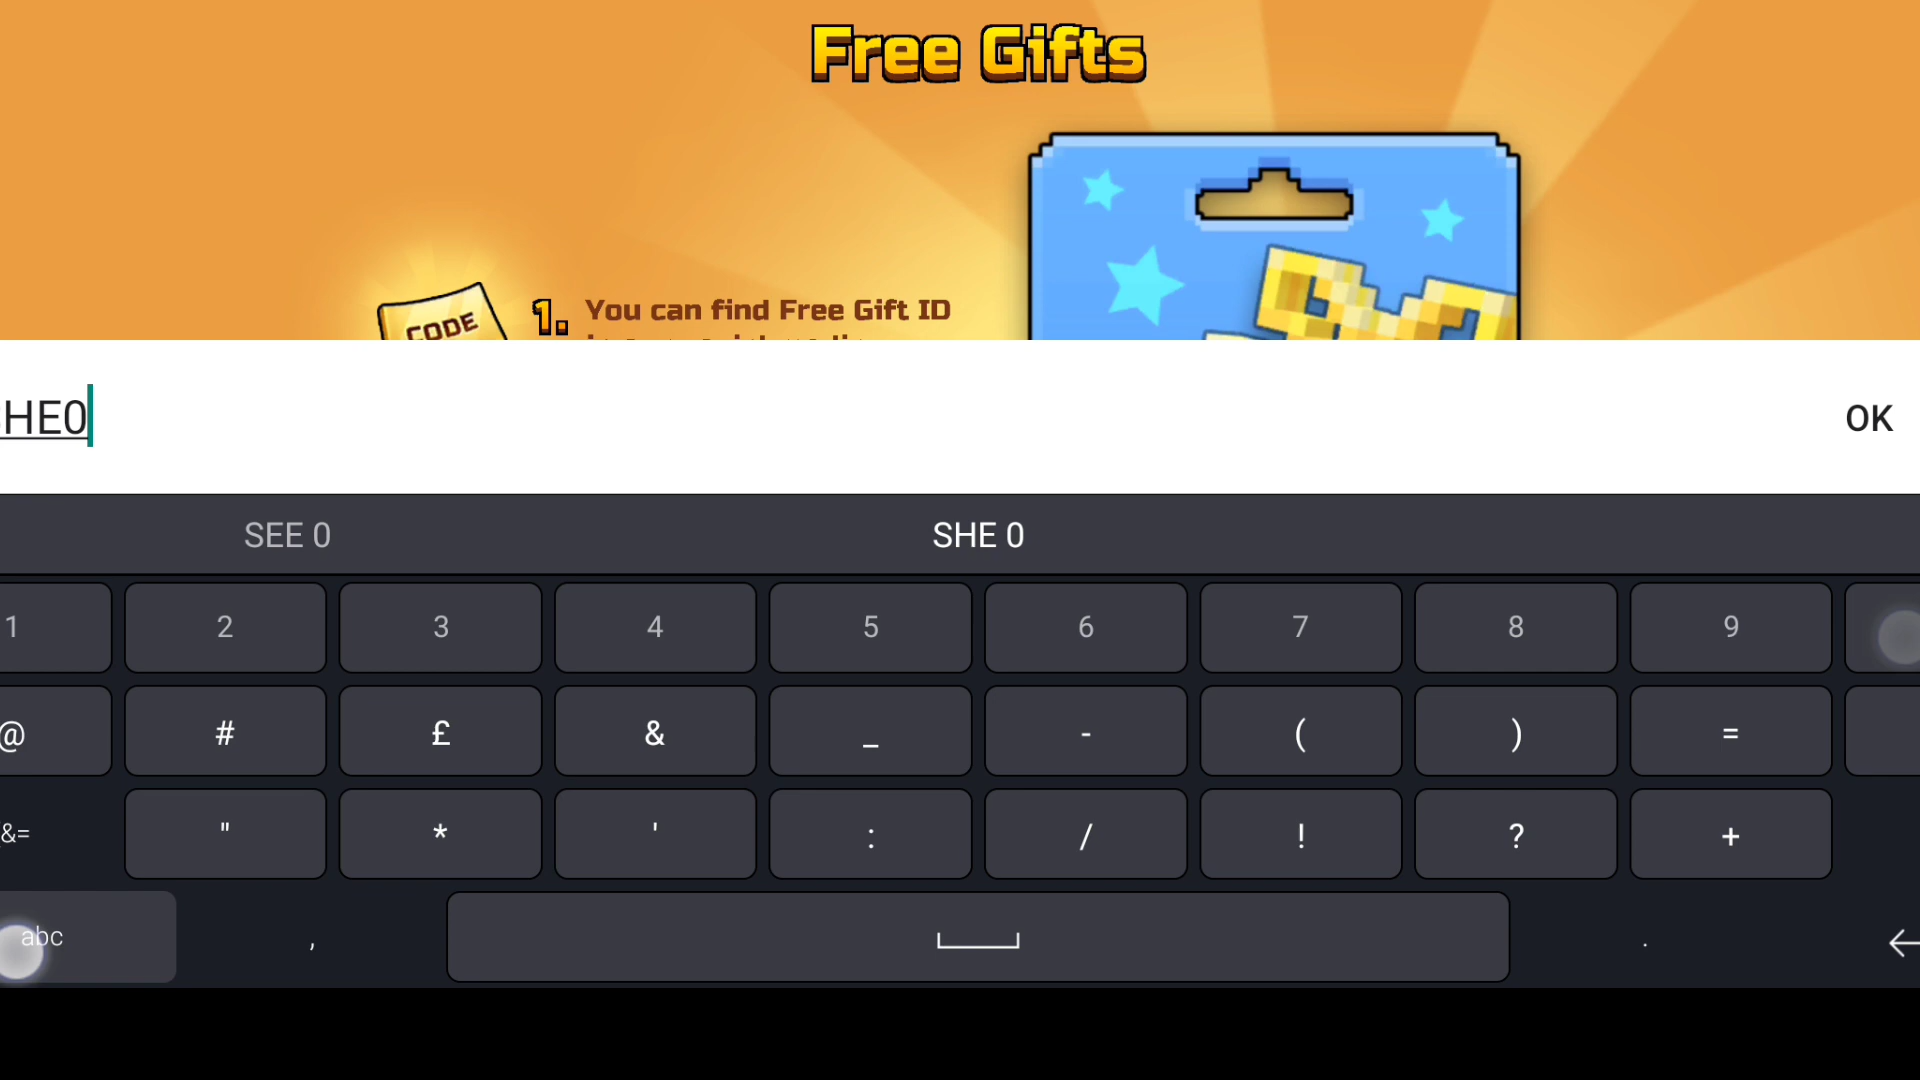 Free Gifts
CODE
1. You can find Free Gift ID
SHE0
OK
SEE 0 SHE 0
1 2 3 4 5 6 7 8 9
@ # £ & _ - ( ) =
&= " * ' : / ! ? +
abc , .